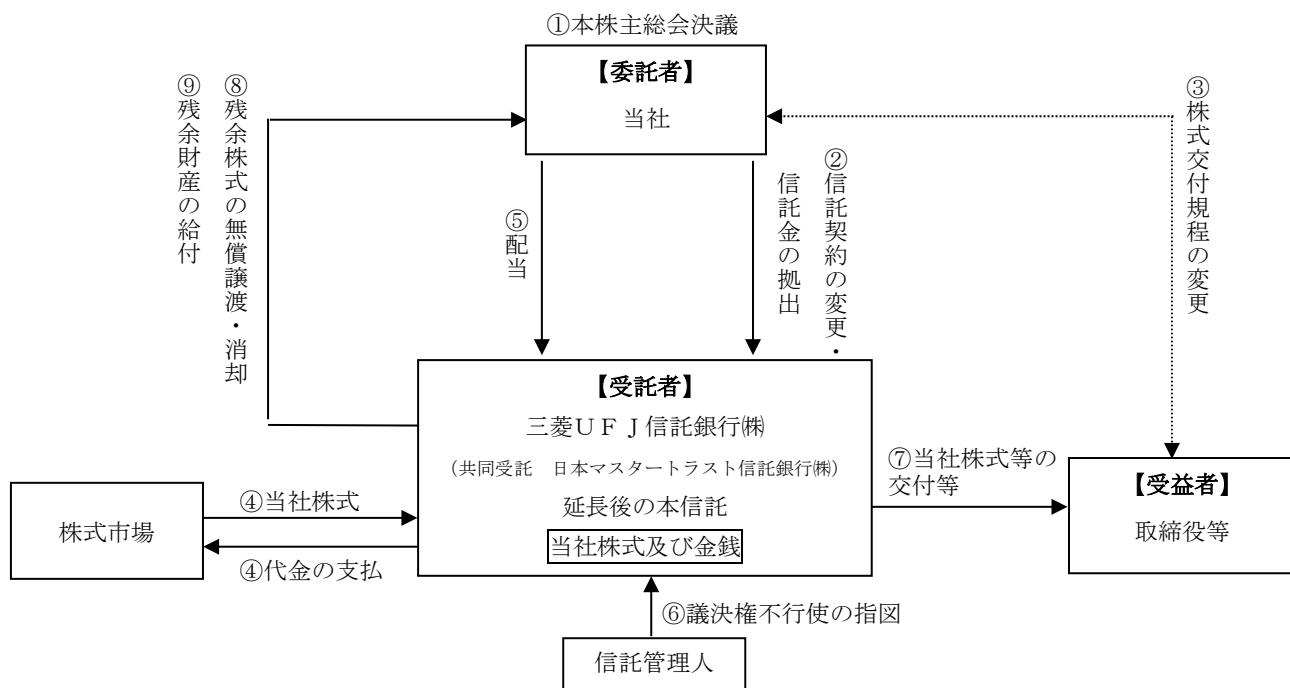 ①本株主総会決議
【委託者】
当社
⑨残余財産の給付
⑧残余株式の無償譲渡・消却
⑤配当
②信託契約の変更・
信託金の拠出
③株式交付規程の変更
【受託者】
三菱UFJ信託銀行㈱
(共同受託　日本マスタートラスト信託銀行㈱)
延長後の本信託
当社株式及び金銭
株式市場
④当社株式
④代金の支払
⑦当社株式等の
交付等
【受益者】
取締役等
⑥議決権不行使の指図
信託管理人